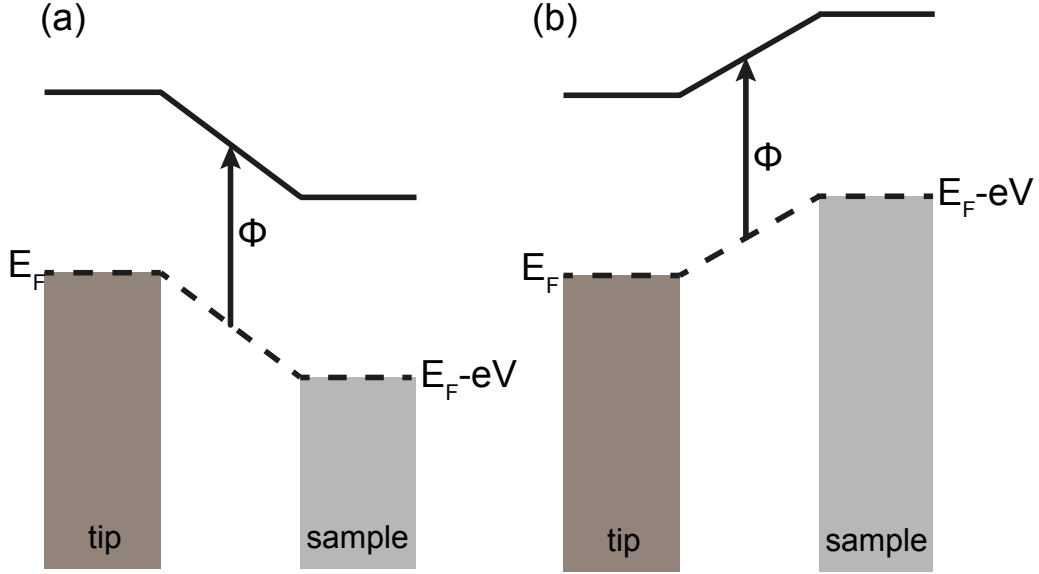 (a)
Φ
E_F
E_F-eV
tip
sample
(b)
Φ
E_F
E_F-eV
tip
sample